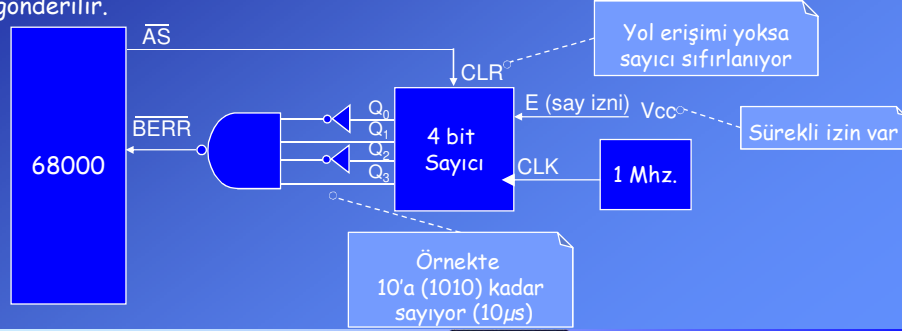 gönderilir.
AS
CLR
Yol erişimi yoksa
sayıcı sıfırlanıyor
E (say izni)
Vcc
Sürekli izin var
BERR
Q0
Q1
Q2
Q3
4 bit
Sayıcı
68000
CLK
1 Mhz.
Örnekte
10'a (1010) kadar
sayıyor (10µs)